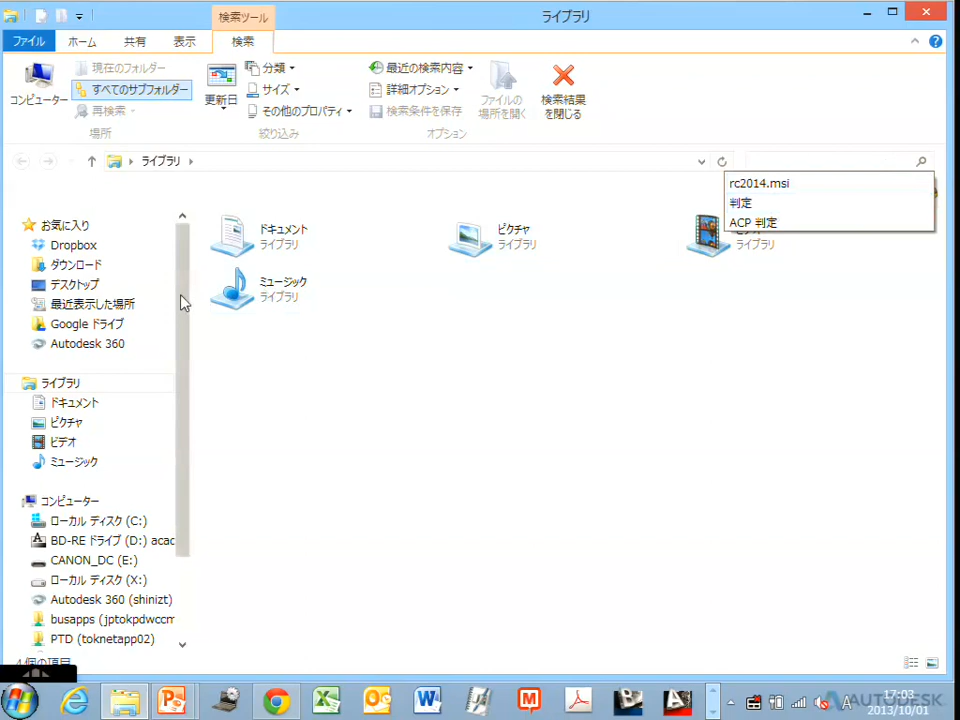 検索ツール
ライブラリ
ファイル
ホーム
共有
表示
検索
コンピューター
現在のフォルダー
すべてのサブフォルダー
再検索
場所
更新日
分類
サイズ
その他のプロパティ
絞り込み
最近の検索内容
詳細オプション
検索条件を保存
オプション
ファイルの
場所を開く
検索結果
を閉じる
ライブラリ
rc2014.msi
判定
ACP 判定
お気に入り
Dropbox
ダウンロード
デスクトップ
最近表示した場所
Google ドライブ
Autodesk 360
ライブラリ
ドキュメント
ピクチャ
ビデオ
ミュージック
コンピューター
ローカル ディスク (C:)
BD-RE ドライブ (D:) acac
CANON_DC (E:)
ローカル ディスク (X:)
Autodesk 360 (shinizt)
busapps (jptokpdwccm
PTD (toknetapp02)
4 個の項目
ドキュメント
ライブラリ
ピクチャ
ライブラリ
ライブラリ
ミュージック
ライブラリ
17:03
2013/10/01
AUTODESK